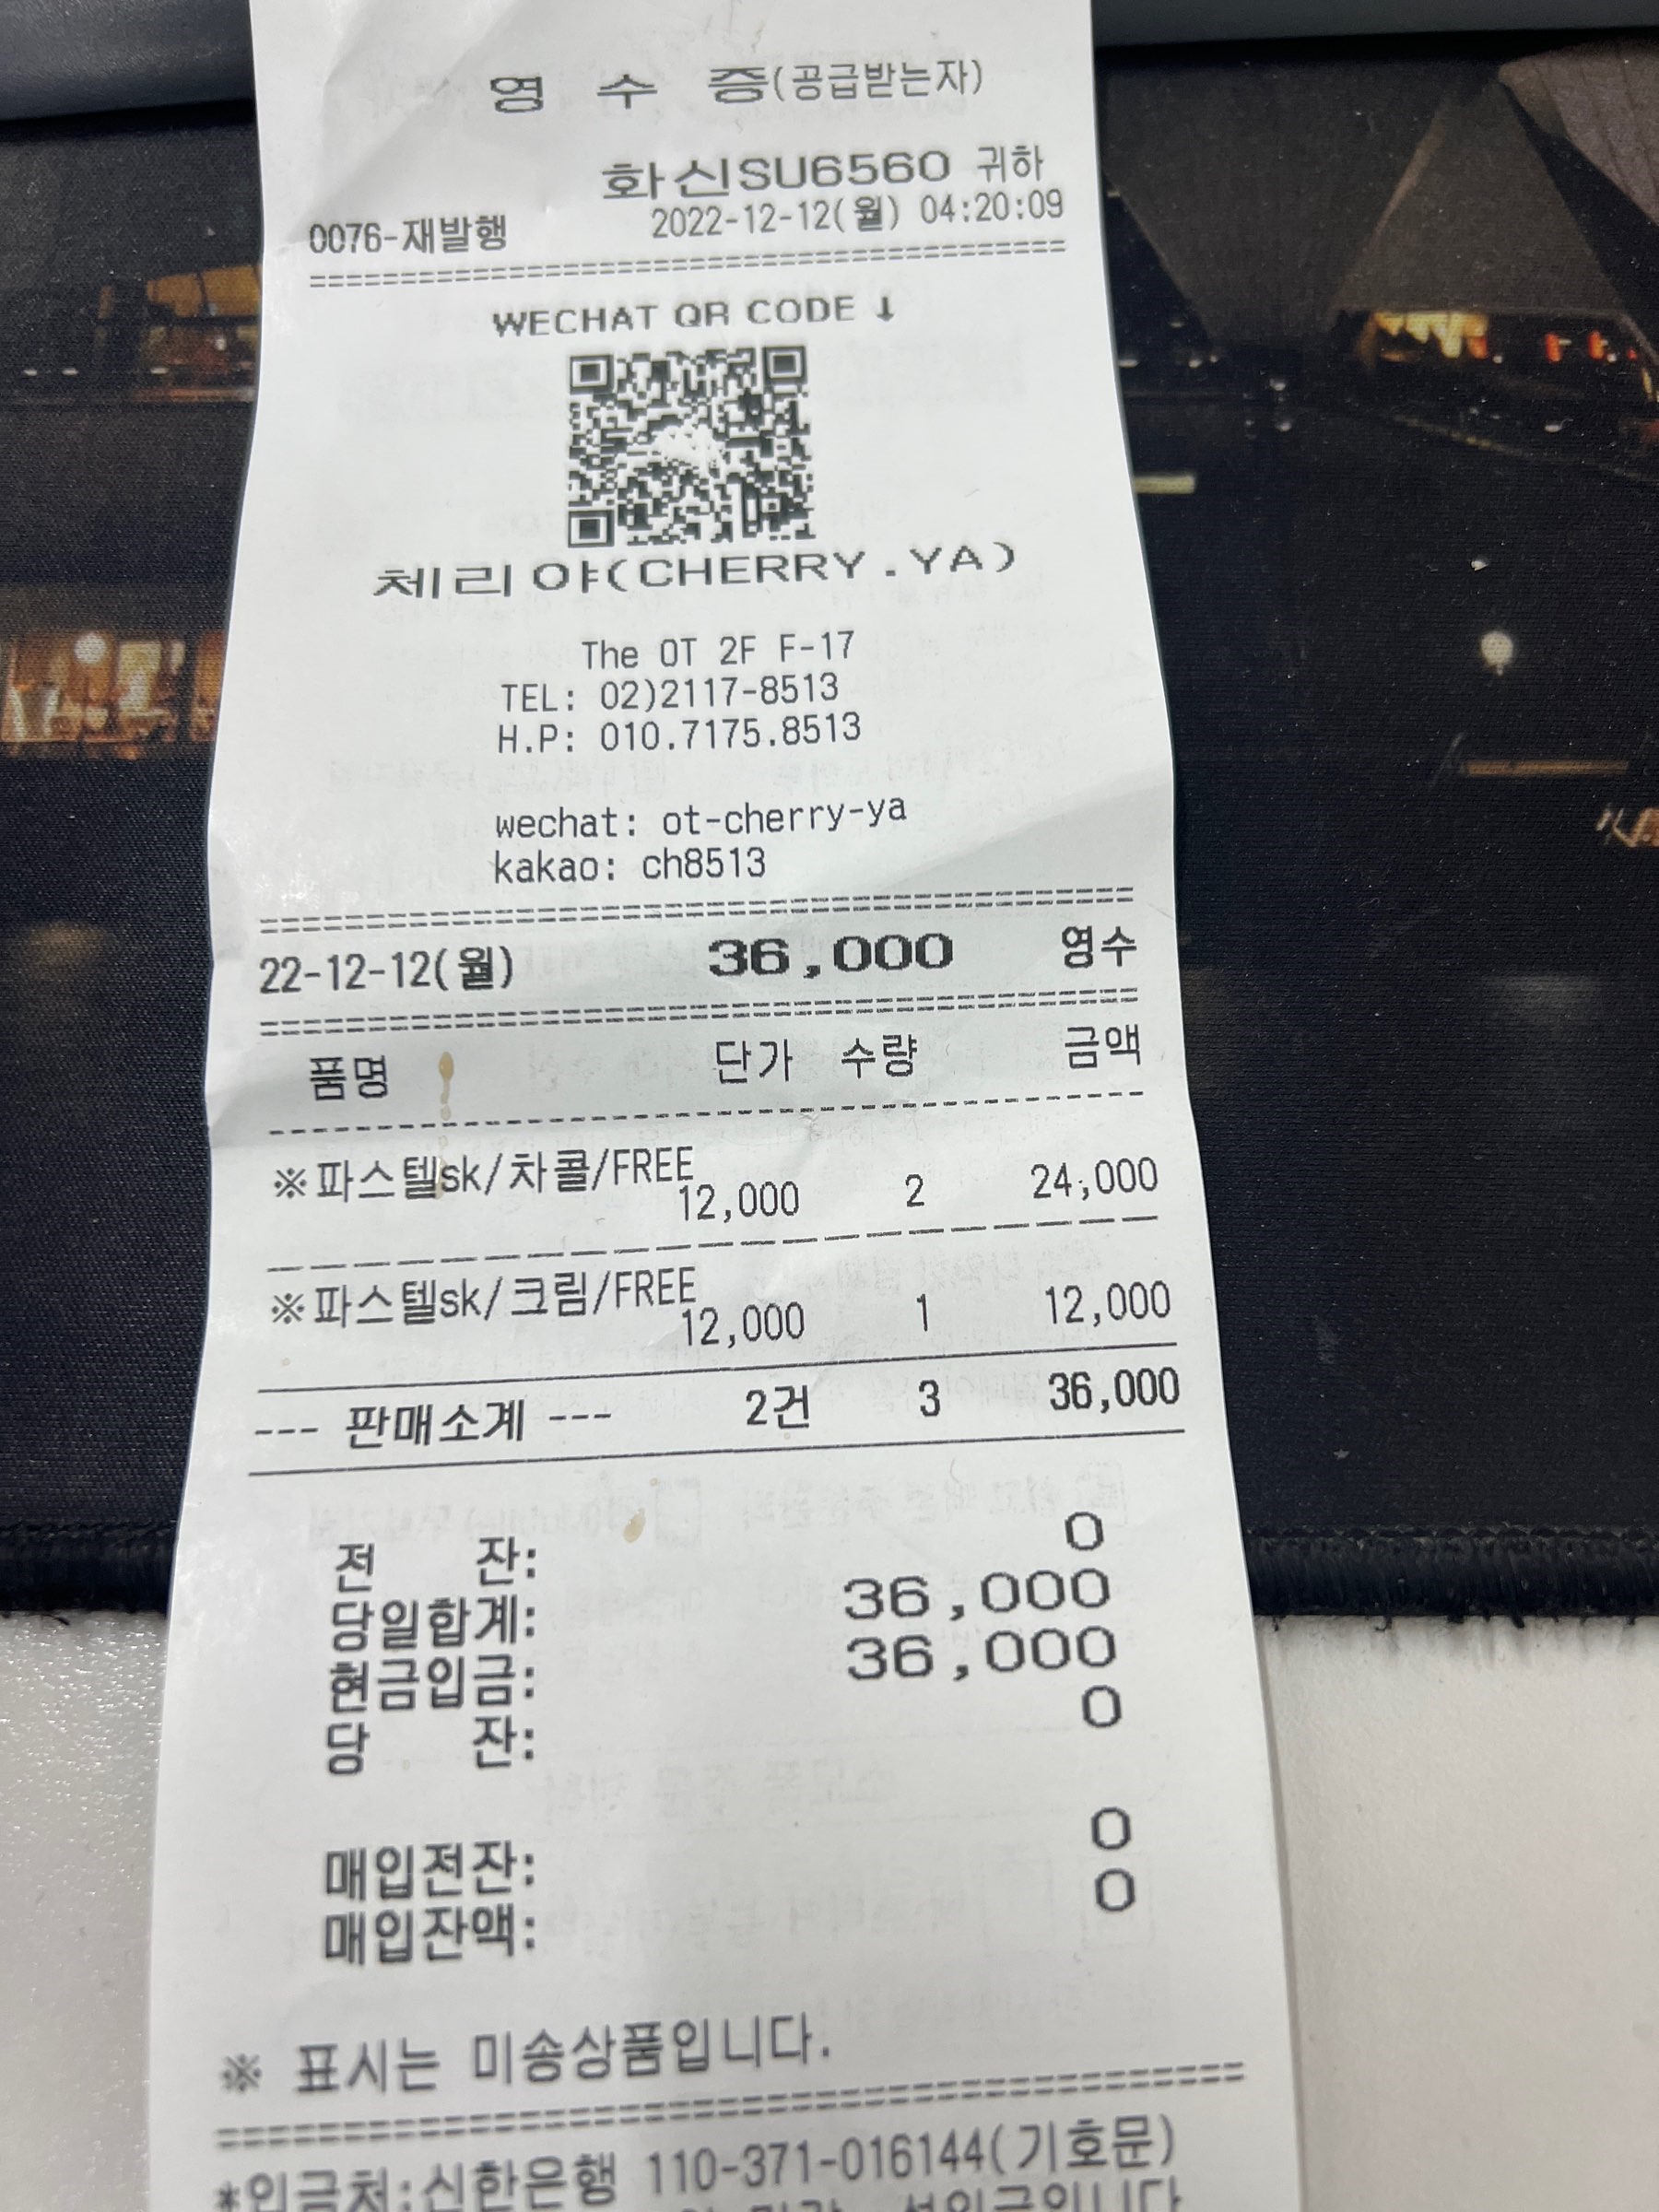 영 수 증(공급받는자)
화신SU6560 귀하
0076-재발행 2022-12-12(월) 04:20:09
WECHAT QR CODE ↓
체리야(CHERRY.YA)
The OT 2F F-17
TEL: 02)2117-8513
H.P: 010.7175.8513
wechat: ot-cherry-ya
kakao: ch8513
22-12-12(월) 36,000 영수
품명 단가 수량 금액
※파스텔sk/차콜/FREE
12,000 2 24,000
※파스텔sk/크림/FREE
12,000 1 12,000
--- 판매소계 --- 2건 3 36,000
전 잔: 0
당일합계: 36,000
현금입금: 36,000
당 잔: 0
매입전잔: 0
매입잔액: 0
※ 표시는 미송상품입니다.
*입금처:신한은행 110-371-016144(기호문)